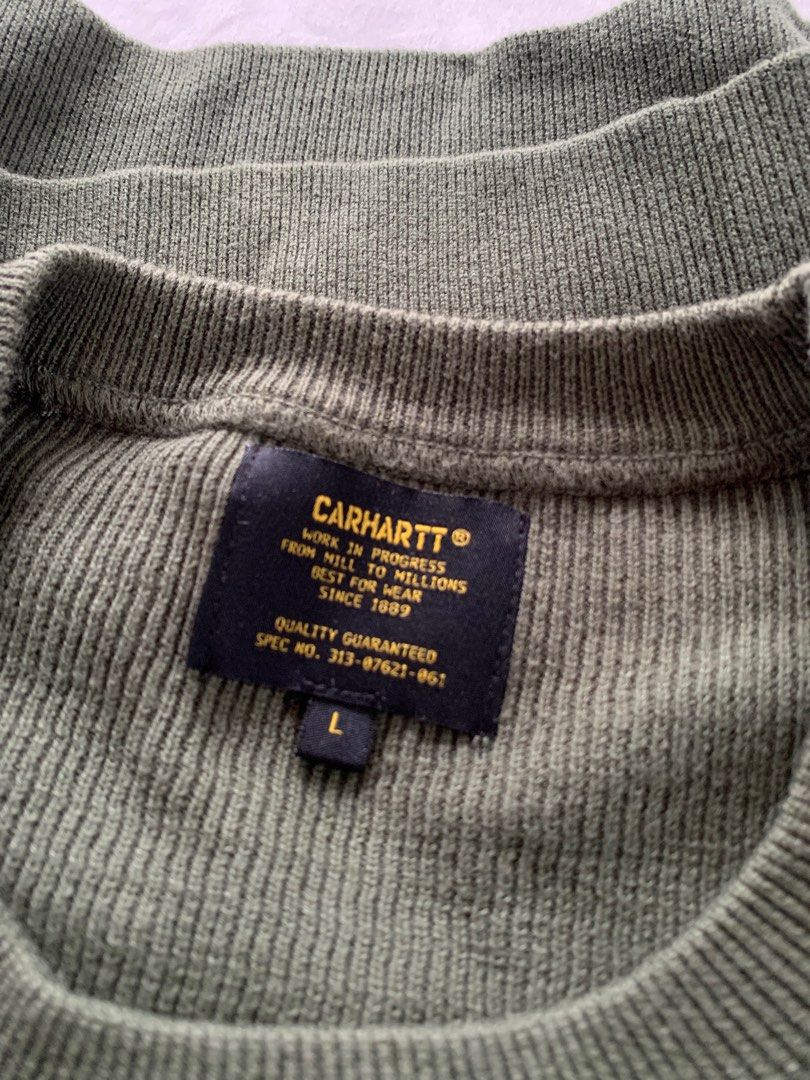 CARHARTT®
WORK IN PROGRESS
FROM MILL TO MILLIONS
BEST FOR WEAR
SINCE 1889
QUALITY GUARANTEED
SPEC NO. 313-07621-061
L